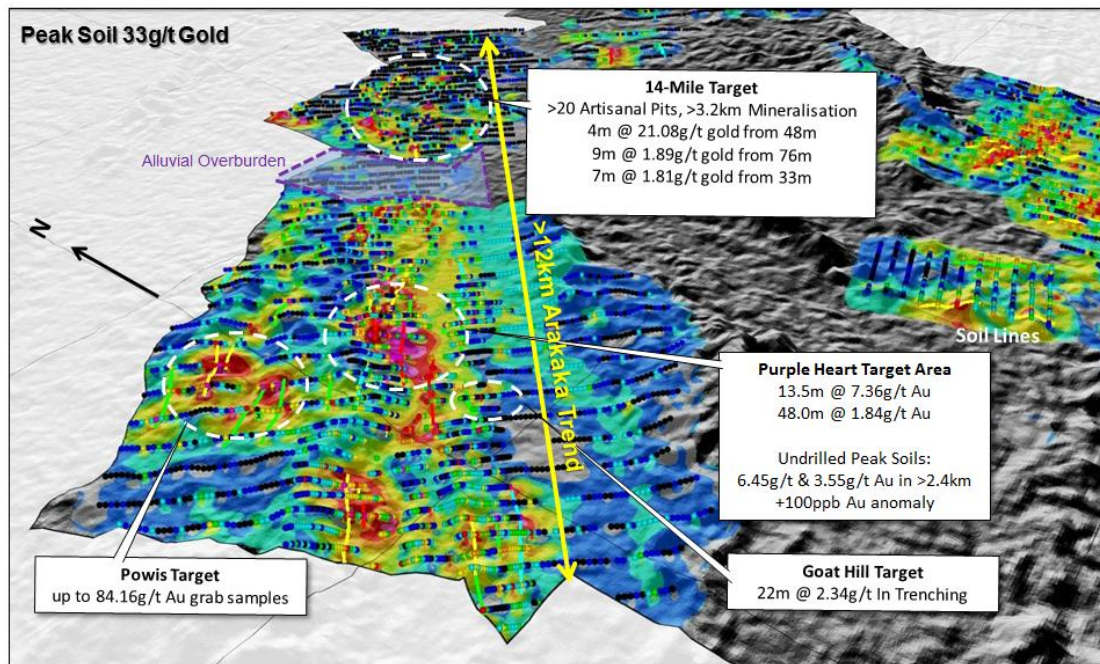 Peak Soil 33g/t Gold
14-Mile Target
>20 Artisanal Pits, >3.2km Mineralisation
4m @ 21.08g/t gold from 48m
9m @ 1.89g/t gold from 76m
7m @ 1.81g/t gold from 33m
Alluvial Overburden
N
>12km Arakaka Trend
Soil Lines
Purple Heart Target Area
13.5m @ 7.36g/t Au
48.0m @ 1.84g/t Au
Undrilled Peak Soils:
6.45g/t & 3.55g/t Au in >2.4km
+100ppb Au anomaly
Powis Target
up to 84.16g/t Au grab samples
Goat Hill Target
22m @ 2.34g/t In Trenching